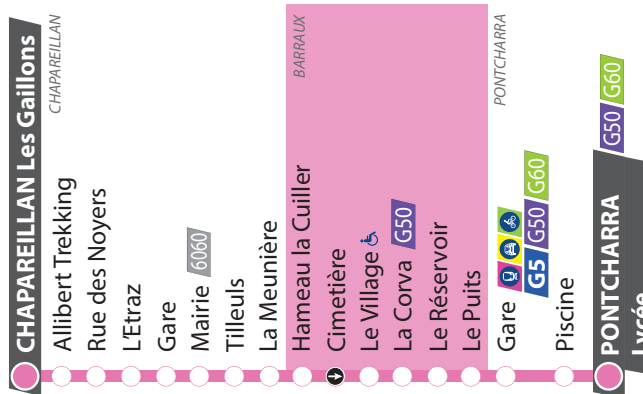 CHAPAREILLAN Les Gaillons
CHAPAREILLAN
Allibert Trekking
Rue des Noyers
L'Etraz
Gare
Mairie 6060
Tilleuls
La Meunière
BARRAUX
Hameau la Cuiller
Cimetière
Le Village
La Corva G50
Le Réservoir
Le Puits
PONTCHARRA
Gare
G5 G50 G60
Piscine
G50 G60
PONTCHARRA
Lycée